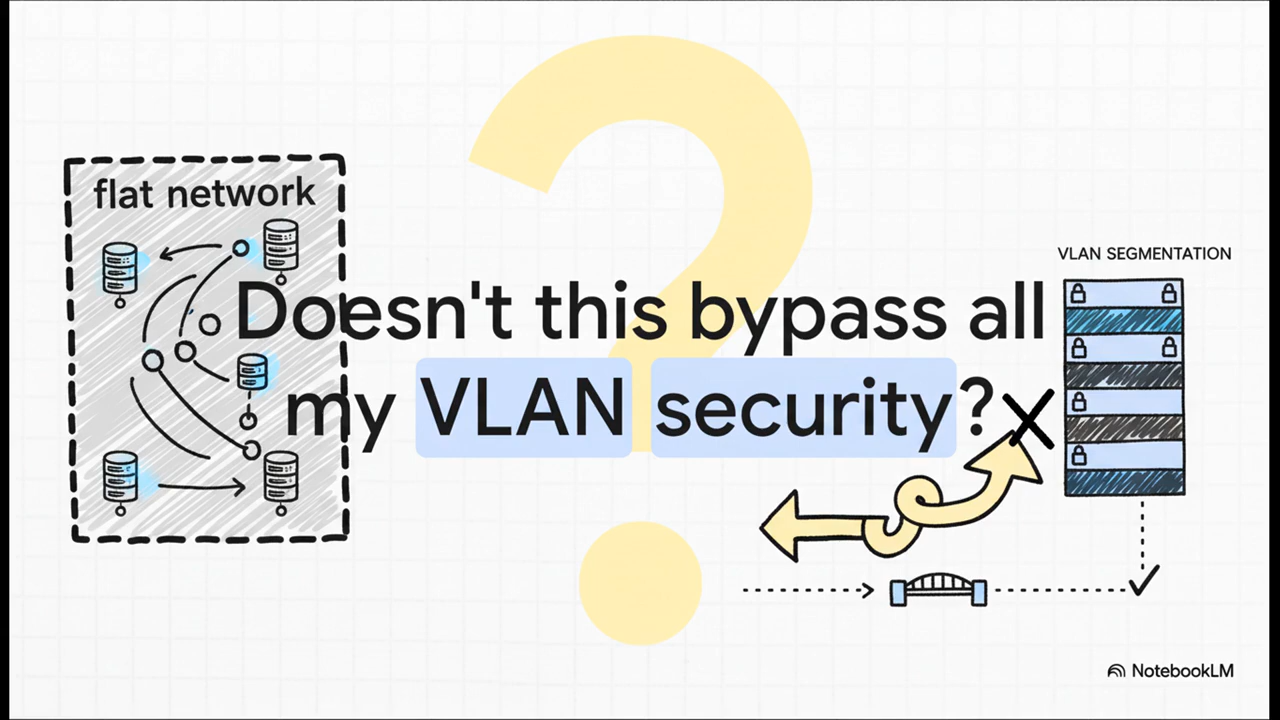 flat network
VLAN SEGMENTATION
Doesn't this bypass all
my VLAN security?
NotebookLM